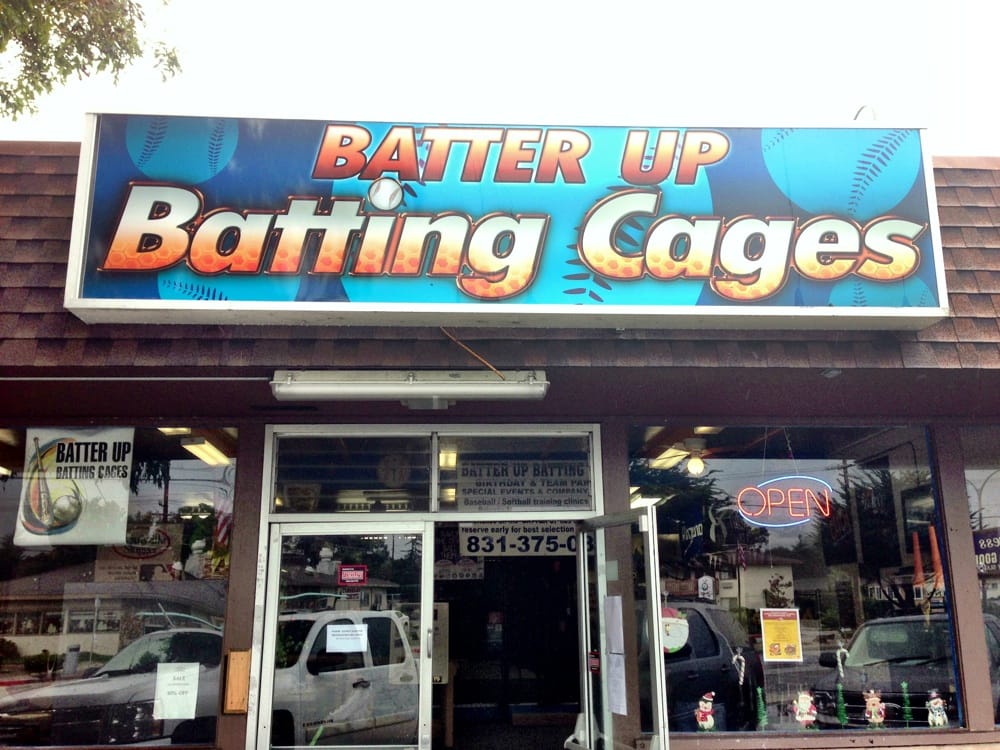 BATTER UP
Batting Cages
BATTER UP
BATTING CAGES
BATTER UP BATTING
BIRTHDAY & TEAM PAR
SPECIAL EVENTS & COMPANY
Baseball / Softball training clinics
reserve early for best selection
831-375-0
OPEN
SALE
50% OFF